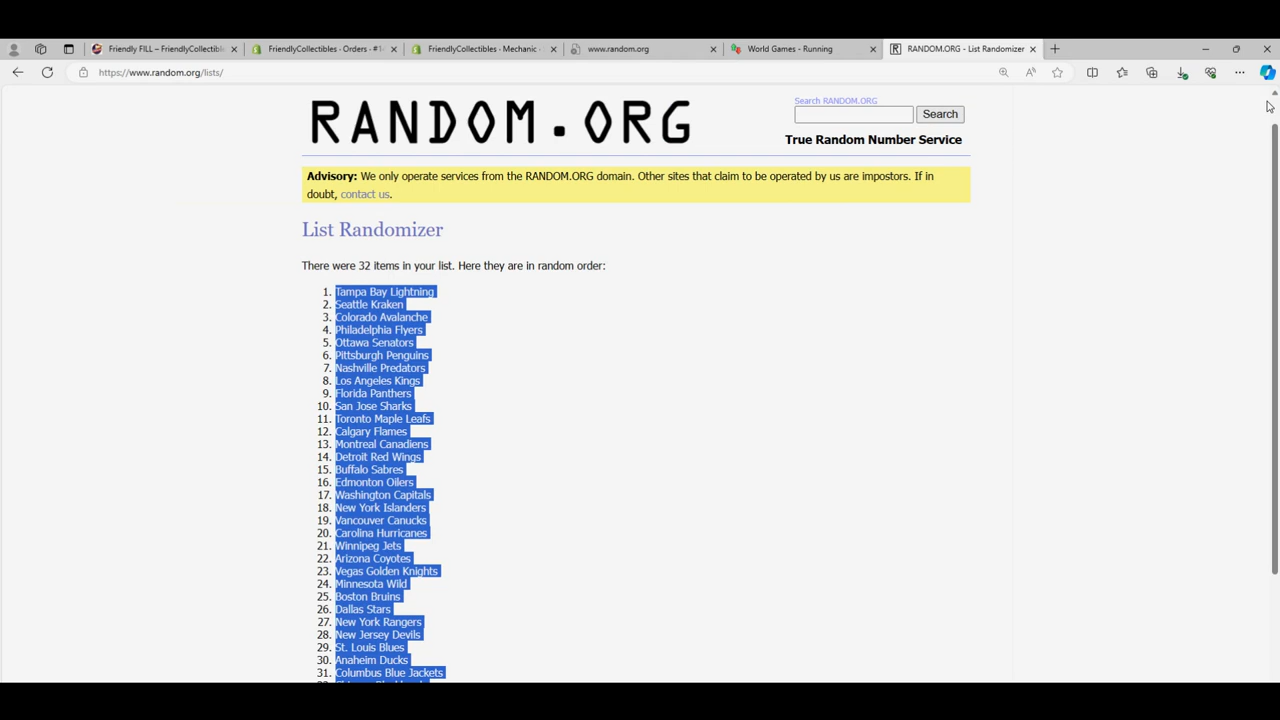 Friendly FILL – FriendlyCollectible
FriendlyCollectibles · Orders · #14
FriendlyCollectibles · Mechanic ·
www.random.org
World Games - Running
RANDOM.ORG - List Randomizer
https://www.random.org/lists/
RANDOM.ORG
Search RANDOM.ORG
Search
True Random Number Service
Advisory: We only operate services from the RANDOM.ORG domain. Other sites that claim to be operated by us are impostors. If in
doubt, contact us.
List Randomizer
There were 32 items in your list. Here they are in random order:
1. Tampa Bay Lightning
2. Seattle Kraken
3. Colorado Avalanche
4. Philadelphia Flyers
5. Ottawa Senators
6. Pittsburgh Penguins
7. Nashville Predators
8. Los Angeles Kings
9. Florida Panthers
10. San Jose Sharks
11. Toronto Maple Leafs
12. Calgary Flames
13. Montreal Canadiens
14. Detroit Red Wings
15. Buffalo Sabres
16. Edmonton Oilers
17. Washington Capitals
18. New York Islanders
19. Vancouver Canucks
20. Carolina Hurricanes
21. Winnipeg Jets
22. Arizona Coyotes
23. Vegas Golden Knights
24. Minnesota Wild
25. Boston Bruins
26. Dallas Stars
27. New York Rangers
28. New Jersey Devils
29. St. Louis Blues
30. Anaheim Ducks
31. Columbus Blue Jackets